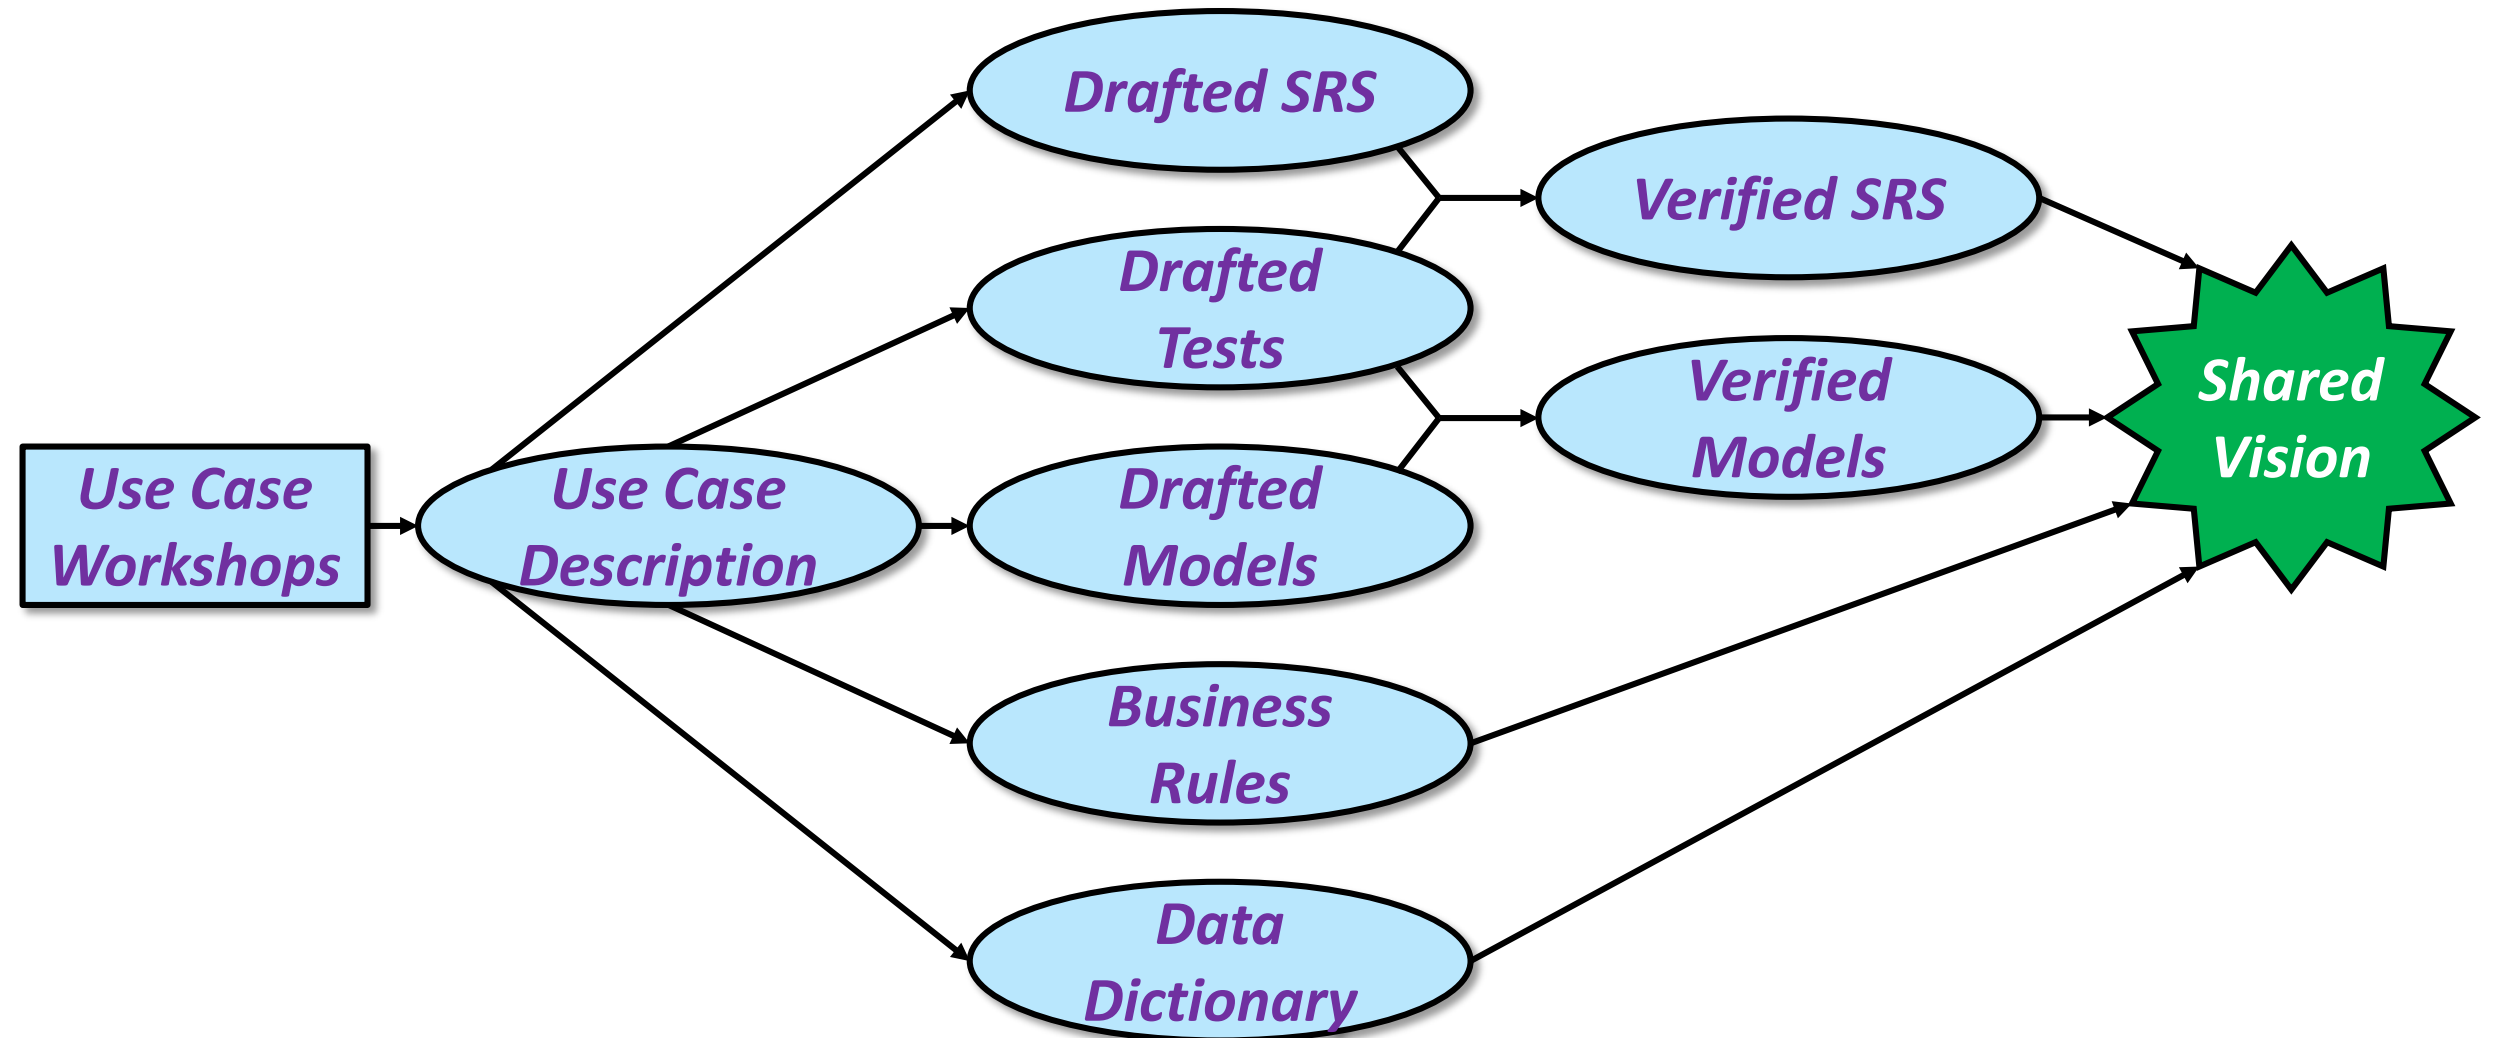 Use Case
Workshops
Use Case
Description
Drafted SRS
Drafted
Tests
Drafted
Models
Business
Rules
Data
Dictionary
Verified SRS
Verified
Models
Shared
Vision